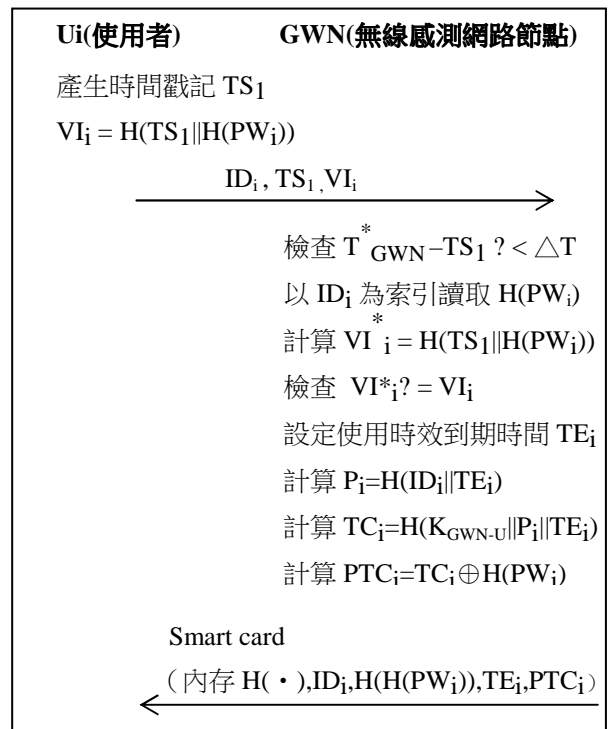 Ui(使用者) GWN(無線感測網路節點)
產生時間戳記 TS1
VIi = H(TS1||H(PWi))
IDi , TS1 ,VIi
檢查 T*GWN–TS1 ? < △T
以 IDi 為索引讀取 H(PWi)
計算 VI*i = H(TS1||H(PWi))
檢查 VI*i? = VIi
設定使用時效到期時間 TEi
計算 Pi=H(IDi||TEi)
計算 TCi=H(KGWN-U||Pi||TEi)
計算 PTCi=TCi⊕H(PWi)
Smart card
(內存 H(・),IDi,H(H(PWi)),TEi,PTCi)